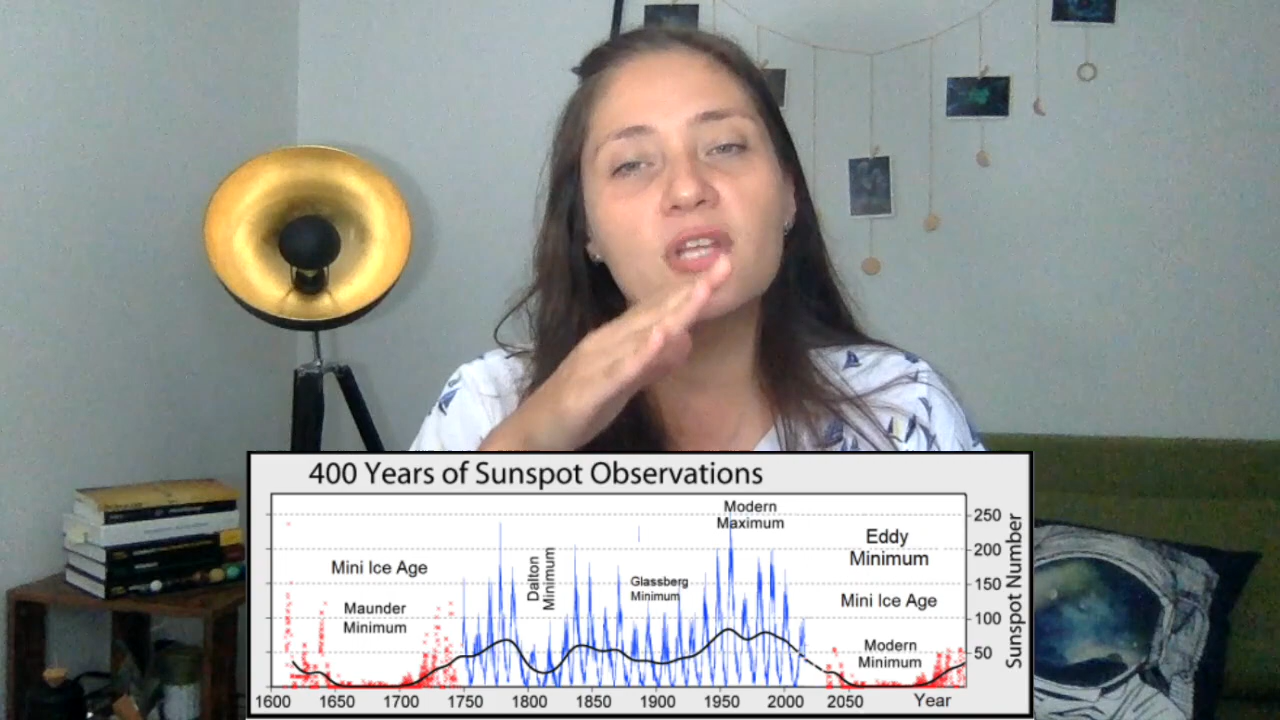 400 Years of Sunspot Observations
Modern
Maximum
Mini Ice Age
Maunder
Minimum
Dalton
Minimum
Glassberg
Minimum
Eddy
Minimum
Mini Ice Age
Modern
Minimum
250
200
150
100
50
Sunspot Number
1600 1650 1700 1750 1800 1850 1900 1950 2000 2050 Year